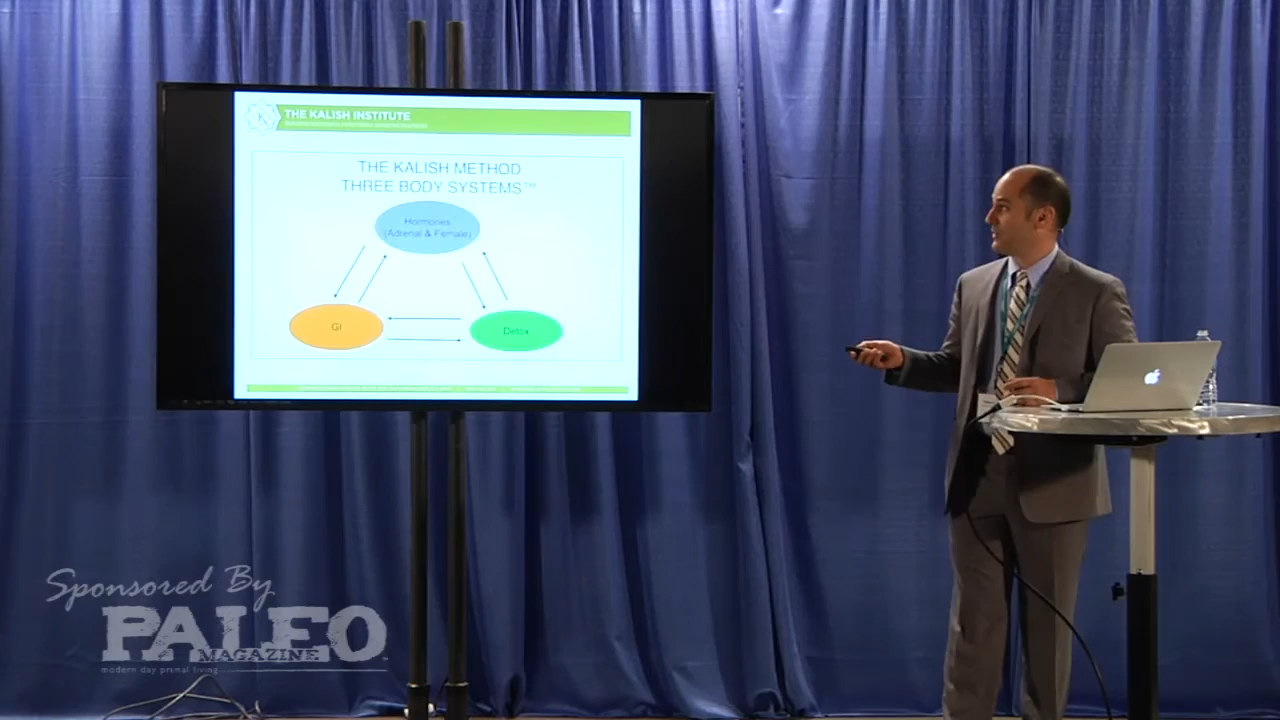 THE KALISH INSTITUTE
THE KALISH METHOD
THREE BODY SYSTEMS™
Hormones
(Adrenal & Female)
GI
Detox
Sponsored By
PALEO
MAGAZINE
modern day primal living